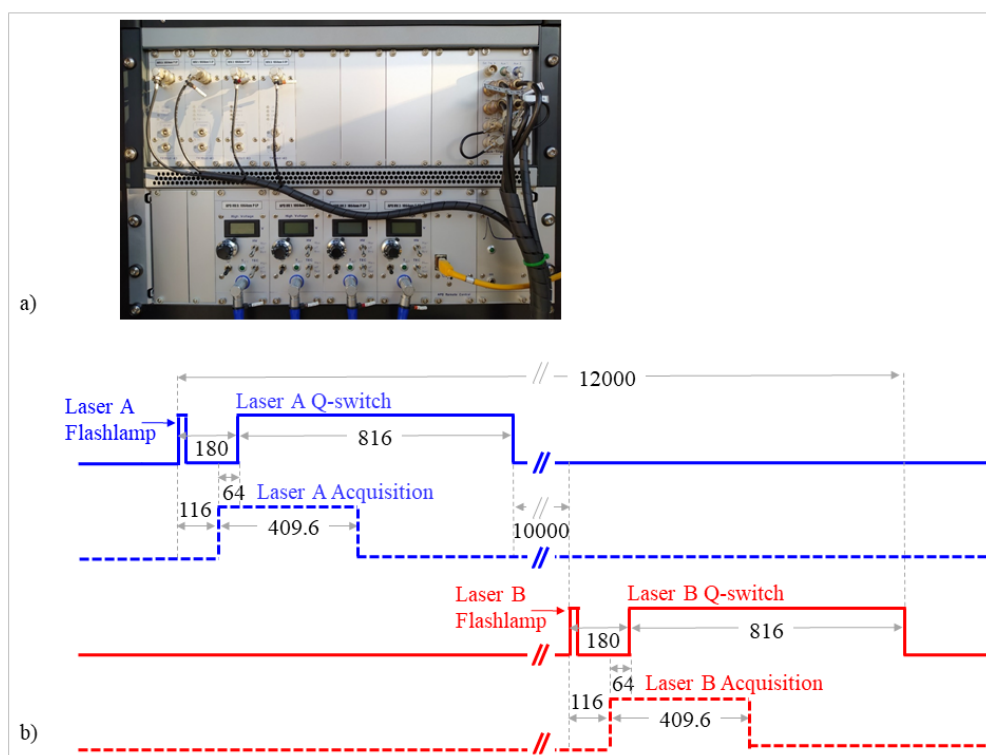 a)
12000
Laser A
Flashlamp
Laser A Q-switch
180
816
64
Laser A Acquisition
116
409.6
10000
Laser B
Flashlamp
Laser B Q-switch
180
816
64
Laser B Acquisition
116
409.6
b)